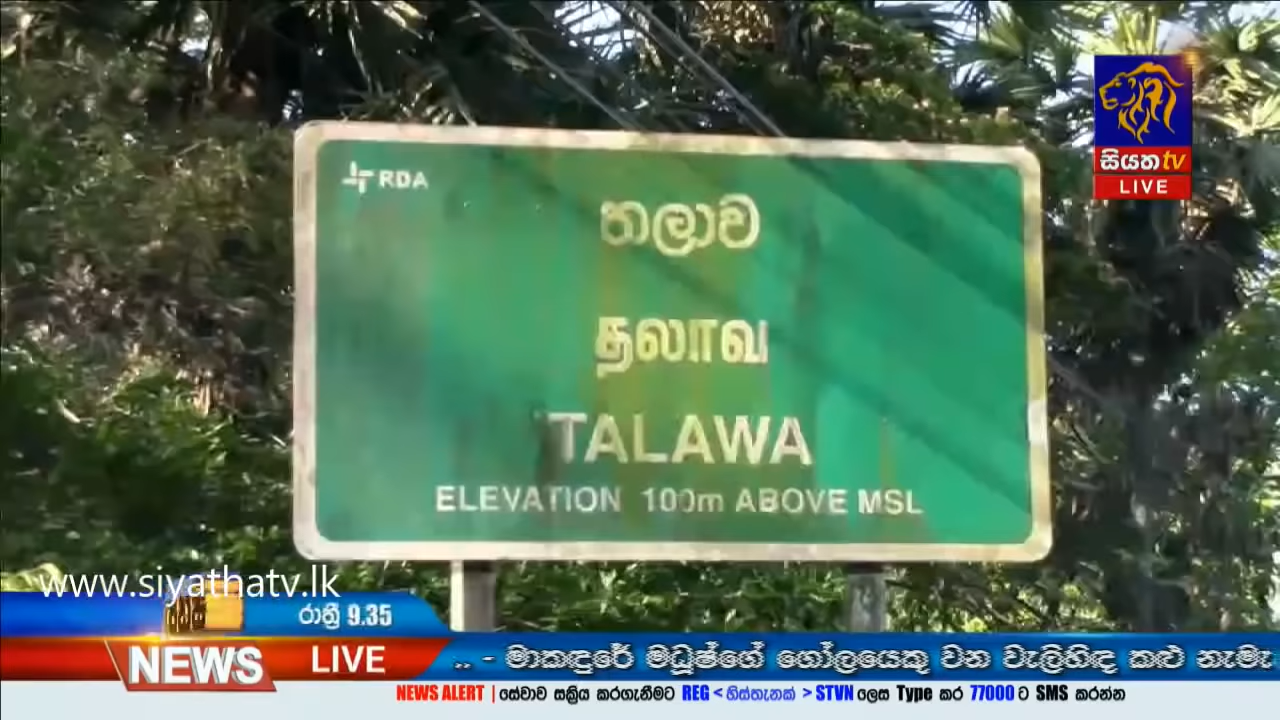 RDA
තලාව
தலாவ
TALAWA
ELEVATION 100m ABOVE MSL
සියත tv
LIVE
www.siyathatv.lk
රාත්‍රී 9.35
NEWS LIVE
.. - මාකඳුරේ මධූෂ්ගේ ගෝලයෙකු වන වැලිහිඳ කළු නැමැ
NEWS ALERT | සේවාව සක්‍රිය කරගැනීමට REG < හිස්තැනක් > STVN ලෙස Type කර 77000 ට SMS කරන්න